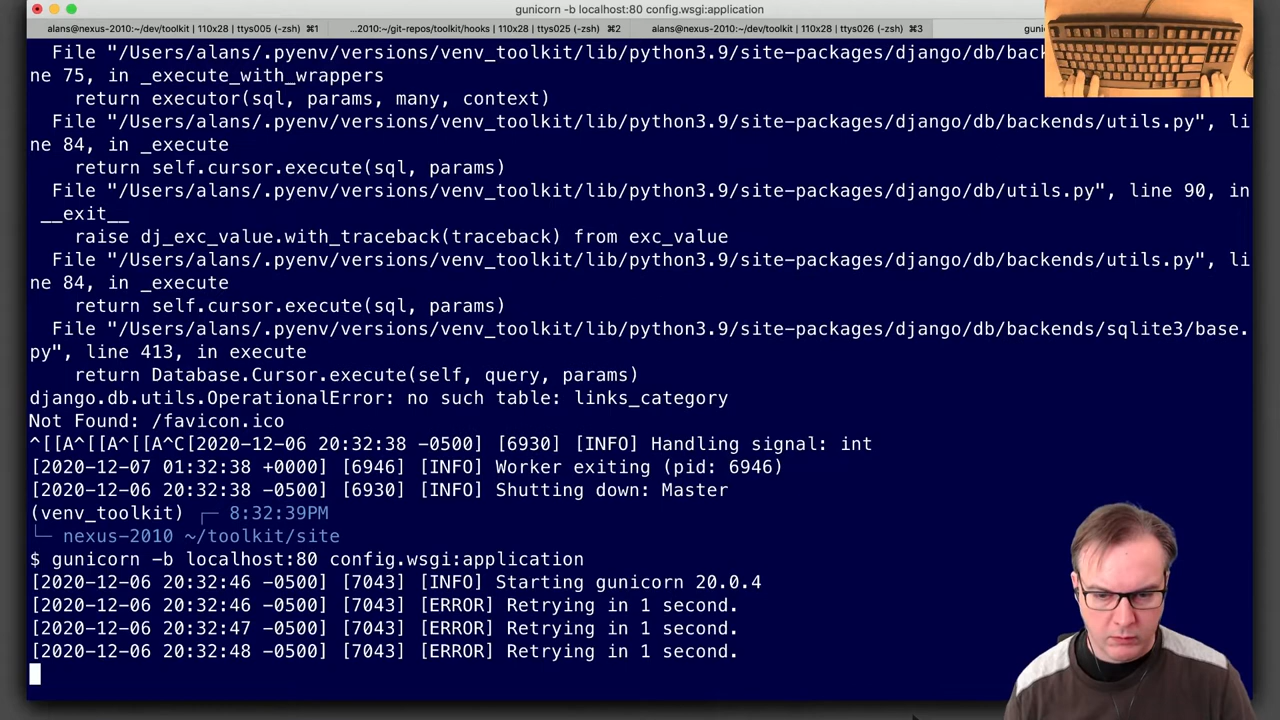 gunicorn -b localhost:80 config.wsgi:application
alans@nexus-2010:~/dev/toolkit | 110x28 | ttys005 (-zsh) ⌘1
...2010:~/git-repos/toolkit/hooks | 110x28 | ttys025 (-zsh) ⌘2
alans@nexus-2010:~/dev/toolkit | 110x28 | ttys026 (-zsh) ⌘3
File "/Users/alans/.pyenv/versions/venv_toolkit/lib/python3.9/site-packages/django/db/backends/
ne 75, in _execute_with_wrappers
return executor(sql, params, many, context)
File "/Users/alans/.pyenv/versions/venv_toolkit/lib/python3.9/site-packages/django/db/backends/utils.py", li
ne 84, in _execute
return self.cursor.execute(sql, params)
File "/Users/alans/.pyenv/versions/venv_toolkit/lib/python3.9/site-packages/django/db/utils.py", line 90, in
__exit__
raise dj_exc_value.with_traceback(traceback) from exc_value
File "/Users/alans/.pyenv/versions/venv_toolkit/lib/python3.9/site-packages/django/db/backends/utils.py", li
ne 84, in _execute
return self.cursor.execute(sql, params)
File "/Users/alans/.pyenv/versions/venv_toolkit/lib/python3.9/site-packages/django/db/backends/sqlite3/base.
py", line 413, in execute
return Database.Cursor.execute(self, query, params)
django.db.utils.OperationalError: no such table: links_category
Not Found: /favicon.ico
^[[A^[[A^[[A^C[2020-12-06 20:32:38 -0500] [6930] [INFO] Handling signal: int
[2020-12-07 01:32:38 +0000] [6946] [INFO] Worker exiting (pid: 6946)
[2020-12-06 20:32:38 -0500] [6930] [INFO] Shutting down: Master
(venv_toolkit) ┌─ 8:32:39PM
└─ nexus-2010 ~/toolkit/site
$ gunicorn -b localhost:80 config.wsgi:application
[2020-12-06 20:32:46 -0500] [7043] [INFO] Starting gunicorn 20.0.4
[2020-12-06 20:32:46 -0500] [7043] [ERROR] Retrying in 1 second.
[2020-12-06 20:32:47 -0500] [7043] [ERROR] Retrying in 1 second.
[2020-12-06 20:32:48 -0500] [7043] [ERROR] Retrying in 1 second.